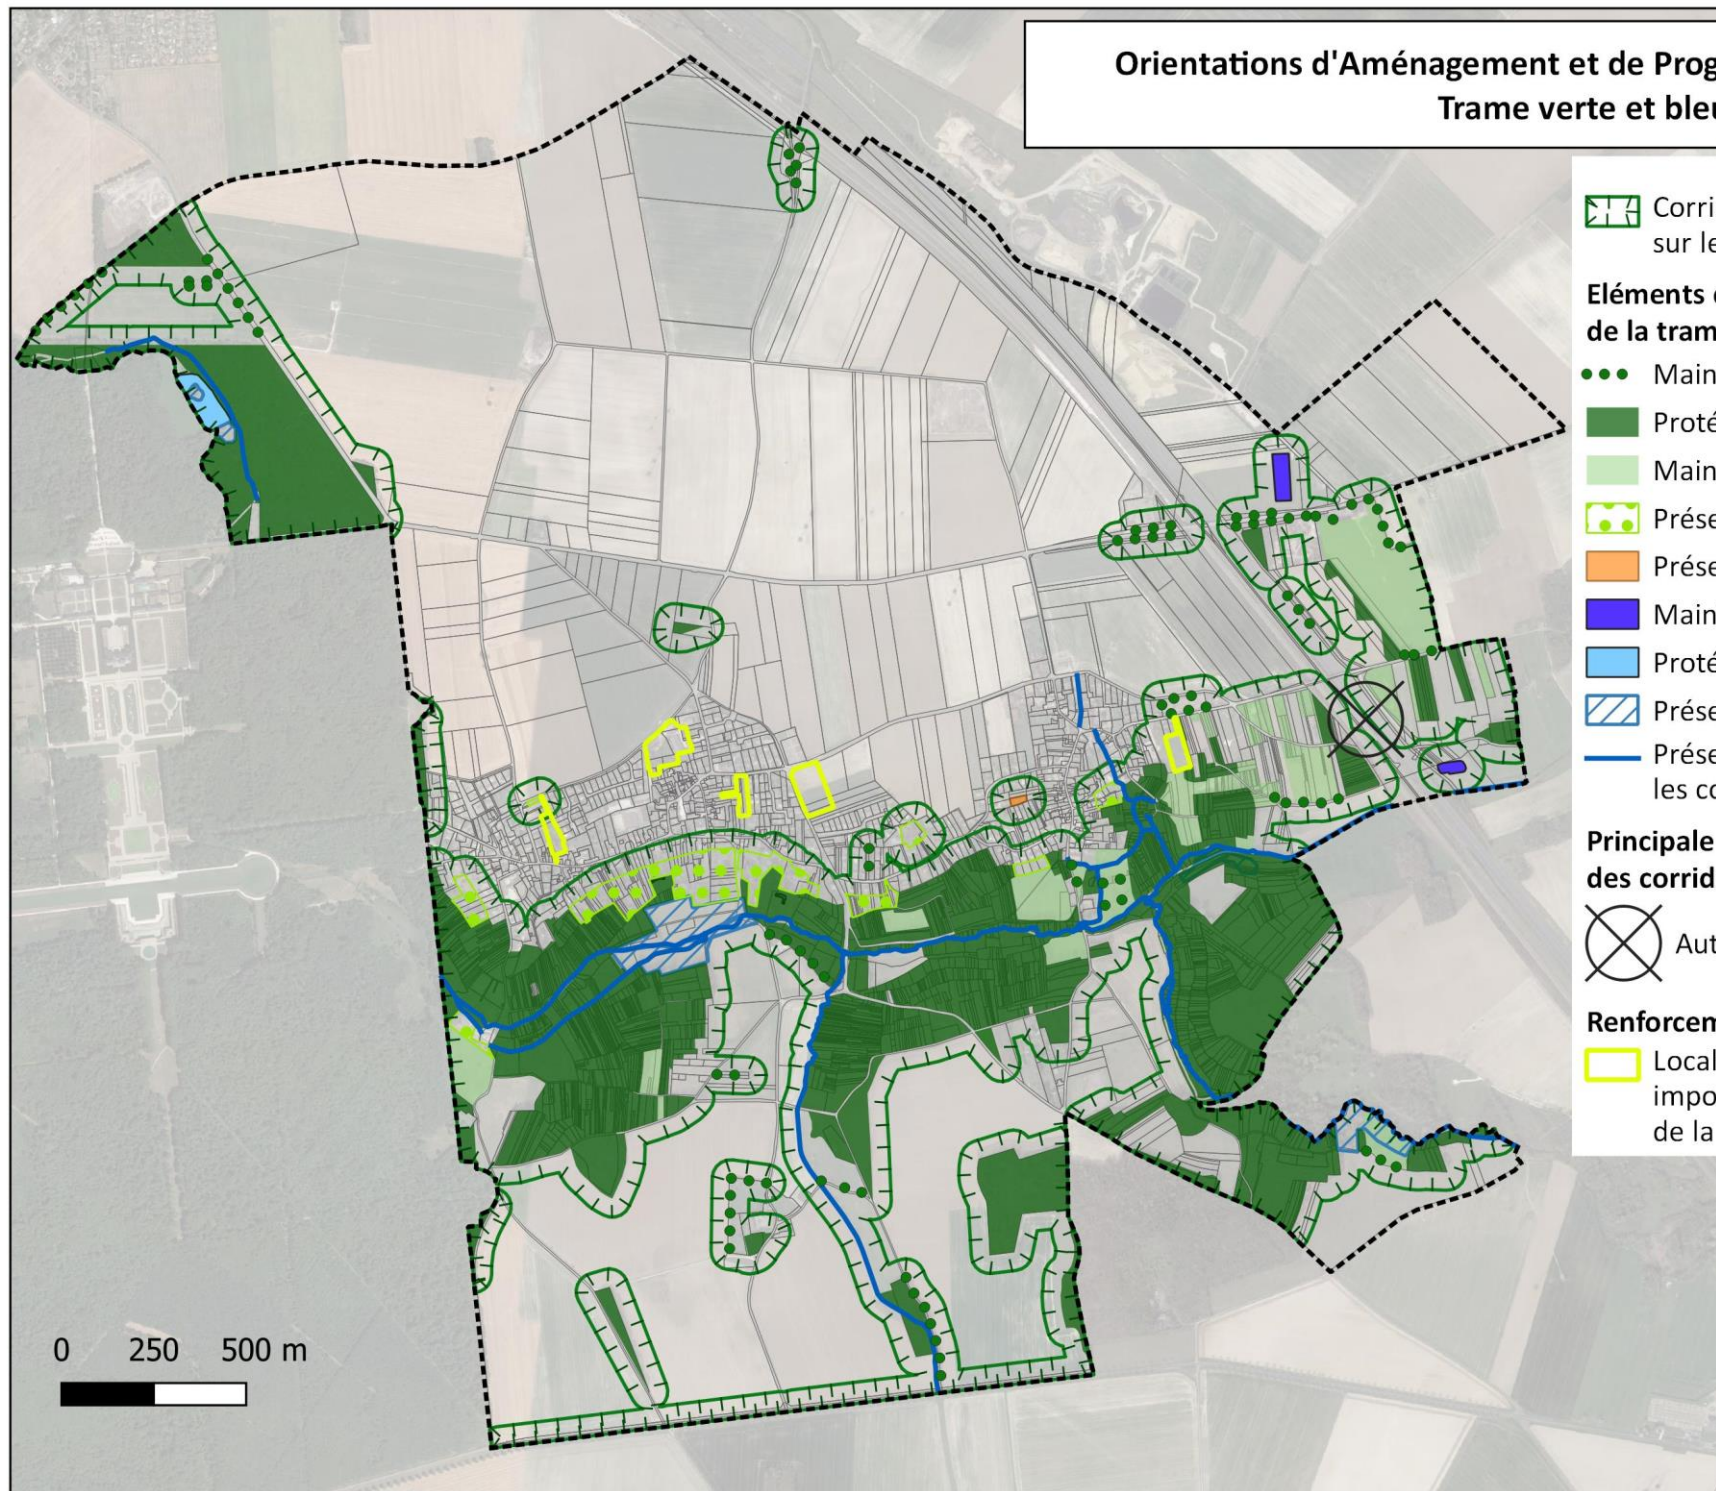 Orientations d'Aménagement et de Prog
Trame verte et bleu
Corri
sur le
Eléments
de la tram
Main
Proté
Main
Prése
Prése
Main
Proté
Prése
Prése
les co
Principale
des corrid
Aut
Renforcem
Local
impo
de la
0 250 500 m